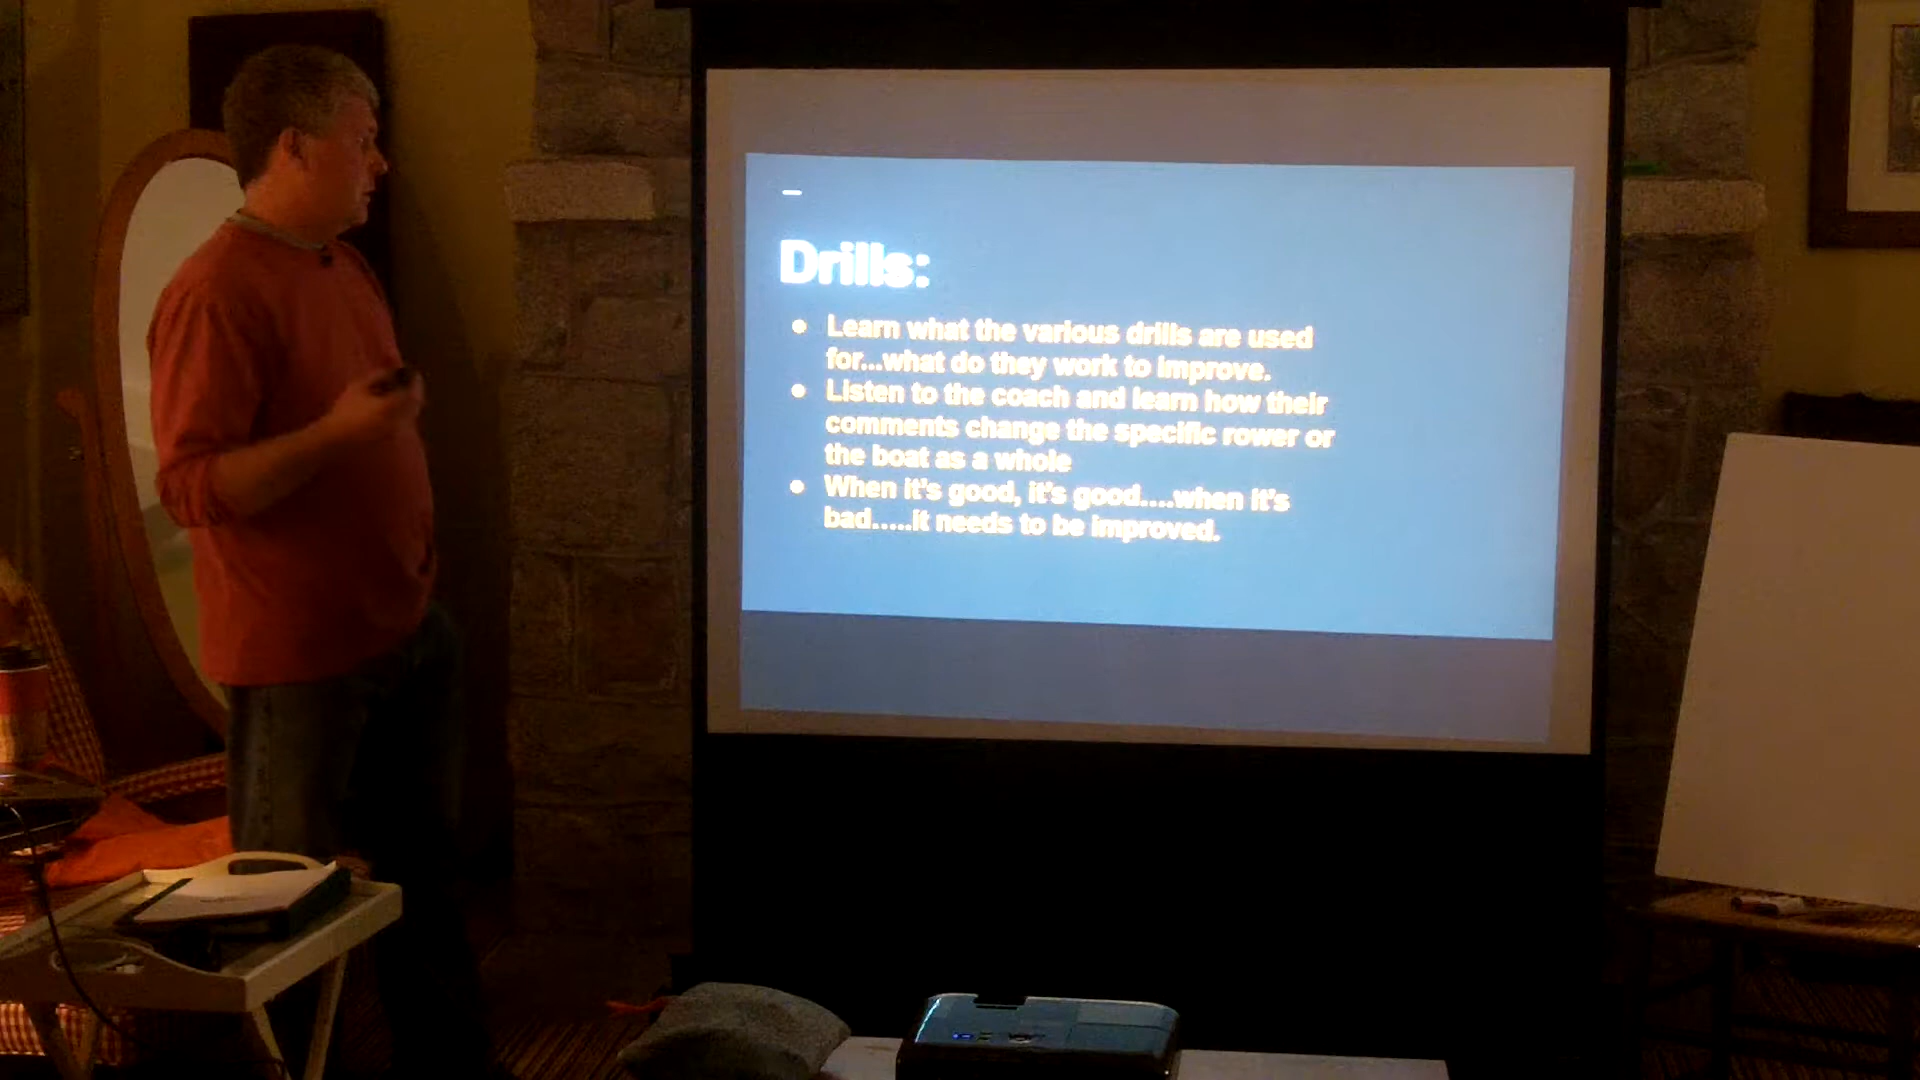 Drills:
● Learn what the various drills are used
for...what do they work to improve.
● Listen to the coach and learn how their
comments change the specific rower or
the boat as a whole
● When it's good, it's good....when it's
bad.....it needs to be improved.